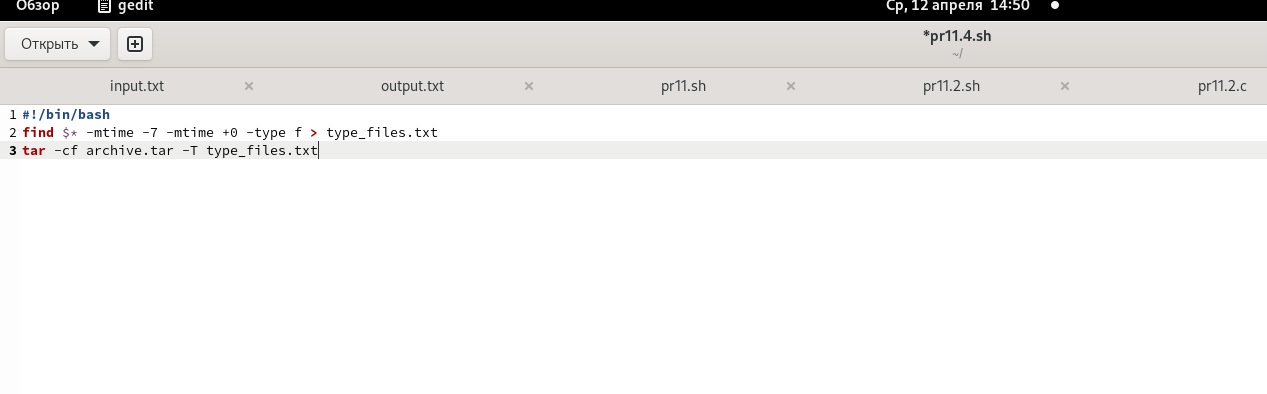 Обзор gedit Ср, 12 апреля 14:50
Открыть *pr11.4.sh
~/
input.txt × output.txt × pr11.sh × pr11.2.sh × pr11.2.c
1 #!/bin/bash
2 find $* -mtime -7 -mtime +0 -type f > type_files.txt
3 tar -cf archive.tar -T type_files.txt